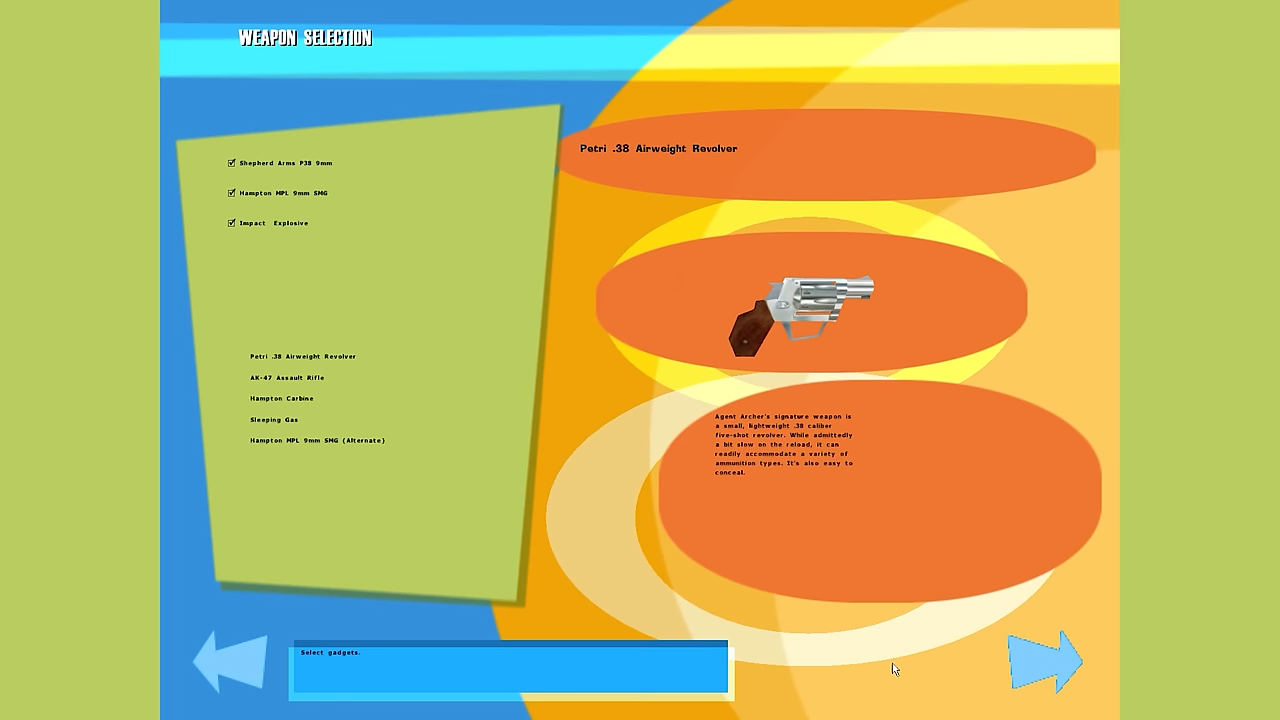 WEAPON SELECTION
Shepherd Arms P38 9mm
Hampton MPL 9mm SMG
Impact Explosive
Petri .38 Airweight Revolver
AK-47 Assault Rifle
Hampton Carbine
Sleeping Gas
Hampton MPL 9mm SMG (Alternate)
Petri .38 Airweight Revolver
Agent Archer's signature weapon is
a small, lightweight .38 caliber
five-shot revolver. While admittedly
a bit slow on the reload, it can
readily accommodate a variety of
ammunition types. It's also easy to
conceal.
Select gadgets.